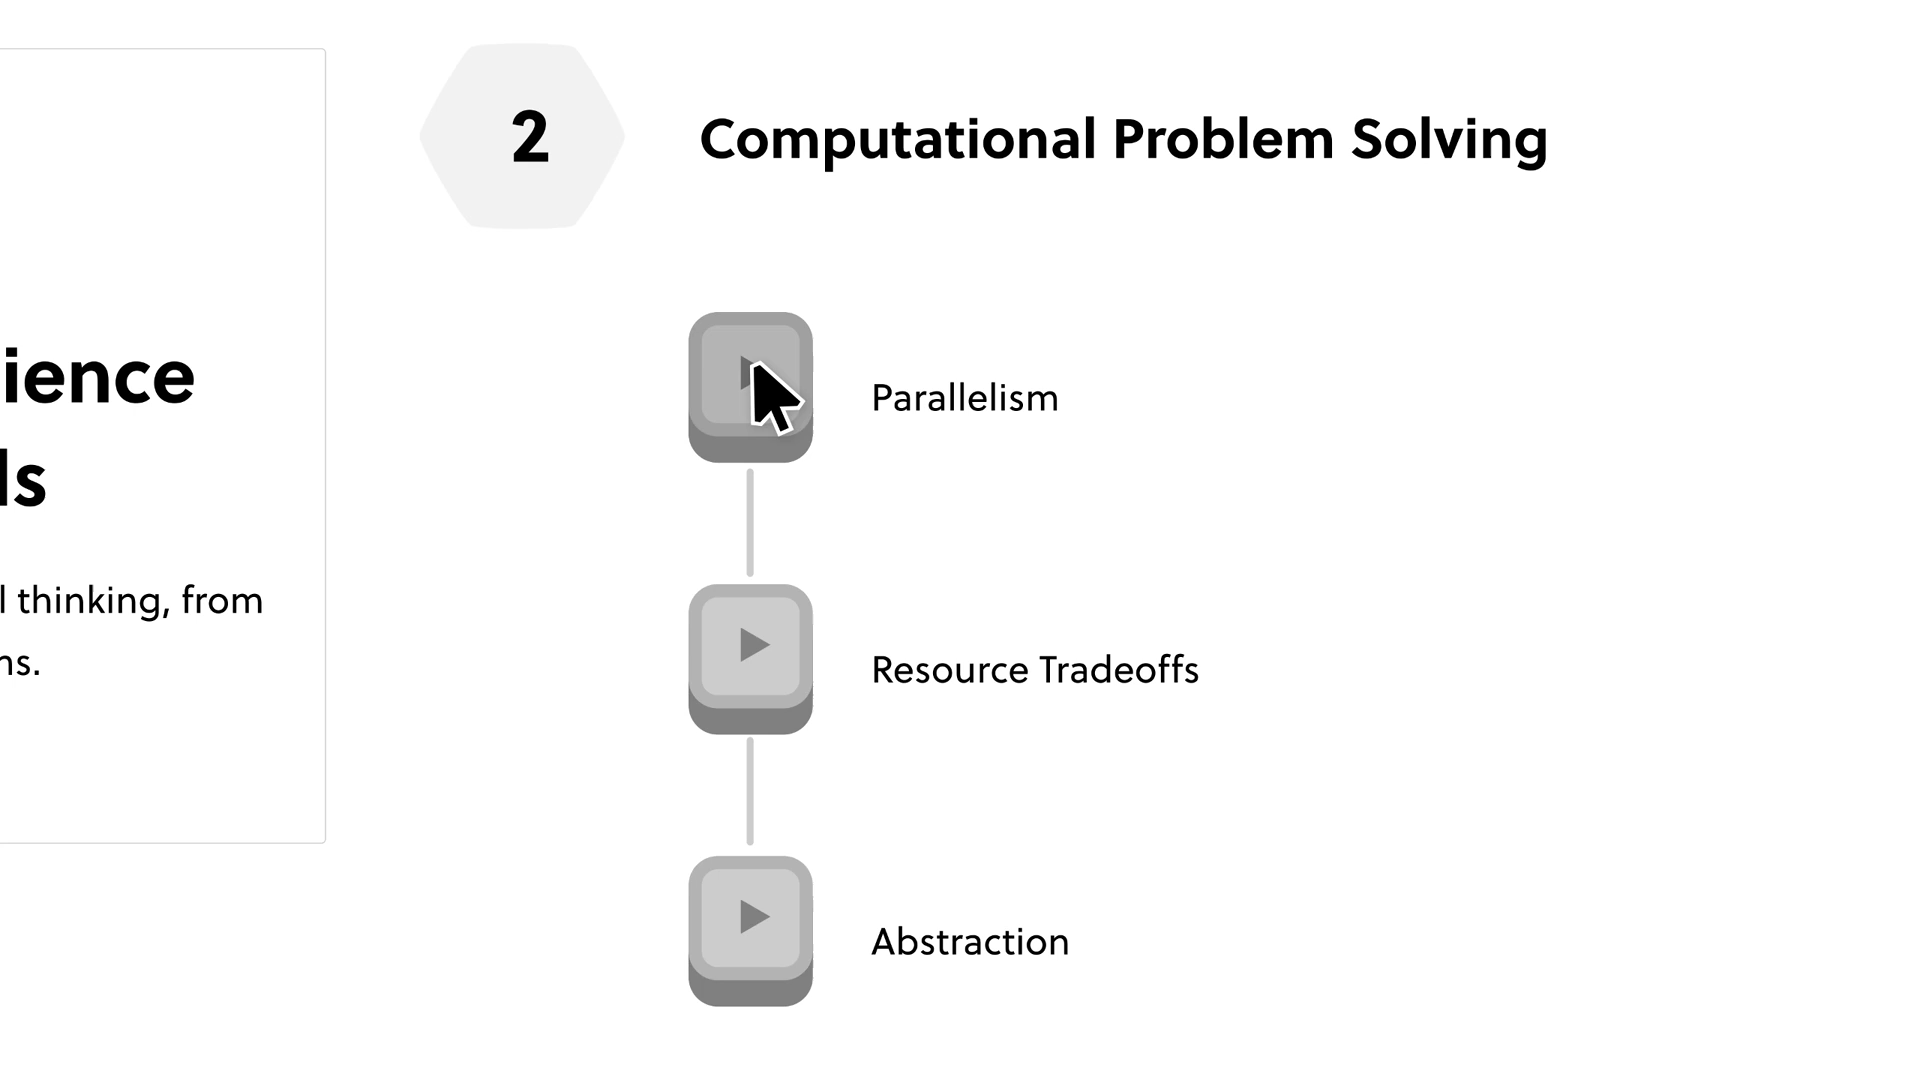 ience
ls
l thinking, from
ns.
2
Computational Problem Solving
Parallelism
Resource Tradeoffs
Abstraction